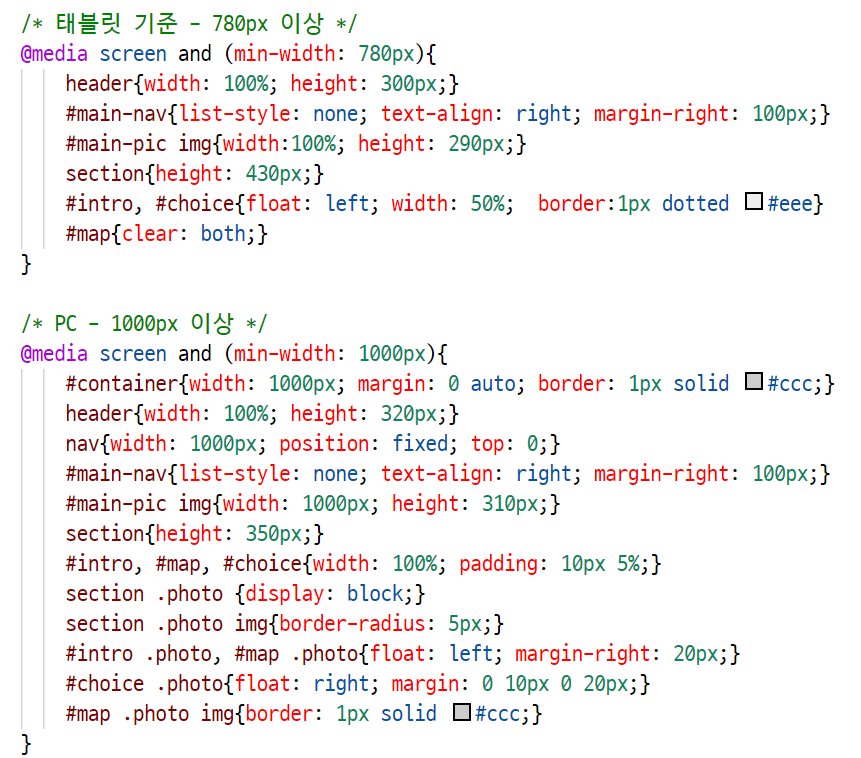 /* 태블릿 기준 - 780px 이상 */
@media screen and (min-width: 780px){
header{width: 100%; height: 300px;}
#main-nav{list-style: none; text-align: right; margin-right: 100px;}
#main-pic img{width:100%; height: 290px;}
section{height: 430px;}
#intro, #choice{float: left; width: 50%;  border:1px dotted #eee}
#map{clear: both;}
}
/* PC - 1000px 이상 */
@media screen and (min-width: 1000px){
#container{width: 1000px; margin: 0 auto; border: 1px solid #ccc;}
header{width: 100%; height: 320px;}
nav{width: 1000px; position: fixed; top: 0;}
#main-nav{list-style: none; text-align: right; margin-right: 100px;}
#main-pic img{width: 1000px; height: 310px;}
section{height: 350px;}
#intro, #map, #choice{width: 100%; padding: 10px 5%;}
section .photo {display: block;}
section .photo img{border-radius: 5px;}
#intro .photo, #map .photo{float: left; margin-right: 20px;}
#choice .photo{float: right; margin: 0 10px 0 20px;}
#map .photo img{border: 1px solid #ccc;}
}